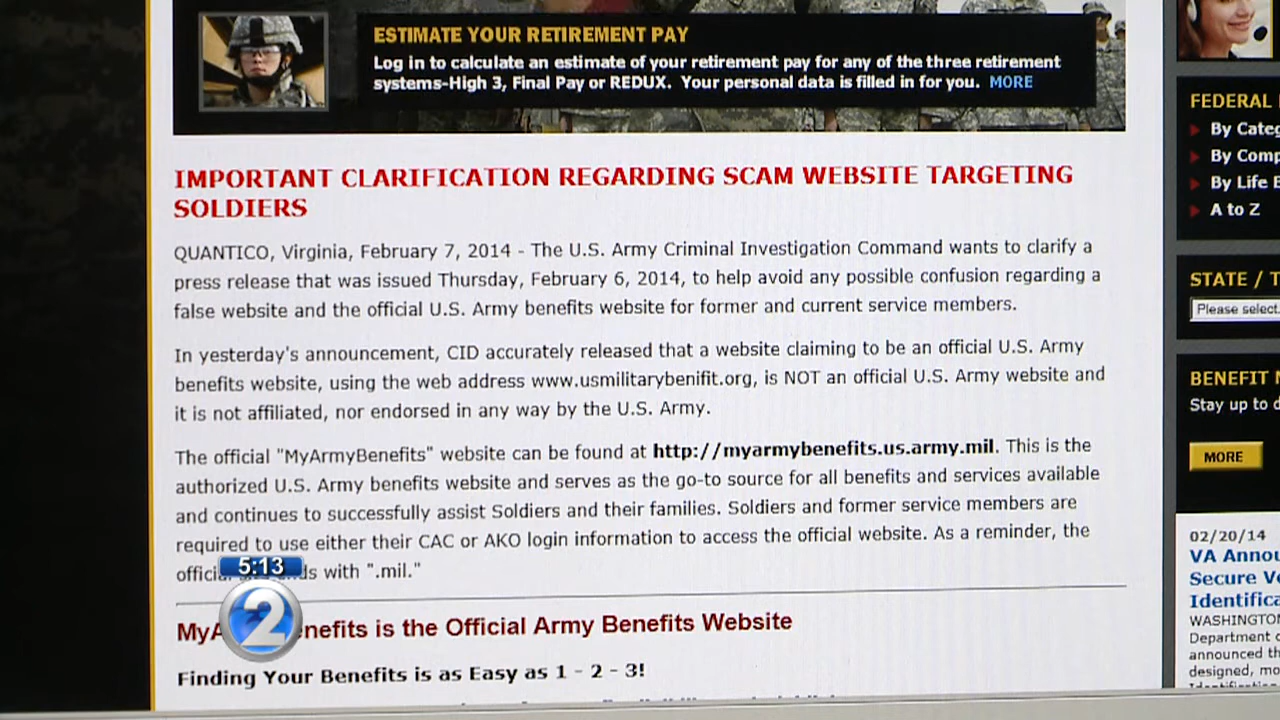 ESTIMATE YOUR RETIREMENT PAY
Log in to calculate an estimate of your retirement pay for any of the three retirement
systems-High 3, Final Pay or REDUX. Your personal data is filled in for you. MORE
IMPORTANT CLARIFICATION REGARDING SCAM WEBSITE TARGETING
SOLDIERS
QUANTICO, Virginia, February 7, 2014 - The U.S. Army Criminal Investigation Command wants to clarify a
press release that was issued Thursday, February 6, 2014, to help avoid any possible confusion regarding a
false website and the official U.S. Army benefits website for former and current service members.
In yesterday's announcement, CID accurately released that a website claiming to be an official U.S. Army
benefits website, using the web address www.usmilitarybenifit.org, is NOT an official U.S. Army website and
it is not affiliated, nor endorsed in any way by the U.S. Army.
The official "MyArmyBenefits" website can be found at http://myarmybenefits.us.army.mil. This is the
authorized U.S. Army benefits website and serves as the go-to source for all benefits and services available
and continues to successfully assist Soldiers and their families. Soldiers and former service members are
required to use either their CAC or AKO login information to access the official website. As a reminder, the
officia ds with ".mil."
MyA enefits is the Official Army Benefits Website
Finding Your Benefits is as Easy as 1 - 2 - 3!
5:13
2
FEDERAL
By Categ
By Comp
By Life E
A to Z
STATE / T
Please select
BENEFIT
Stay up to d
MORE
02/20/14
VA Annou
Secure Ve
Identifica
WASHINGTON
Department o
announced th
designed, mo